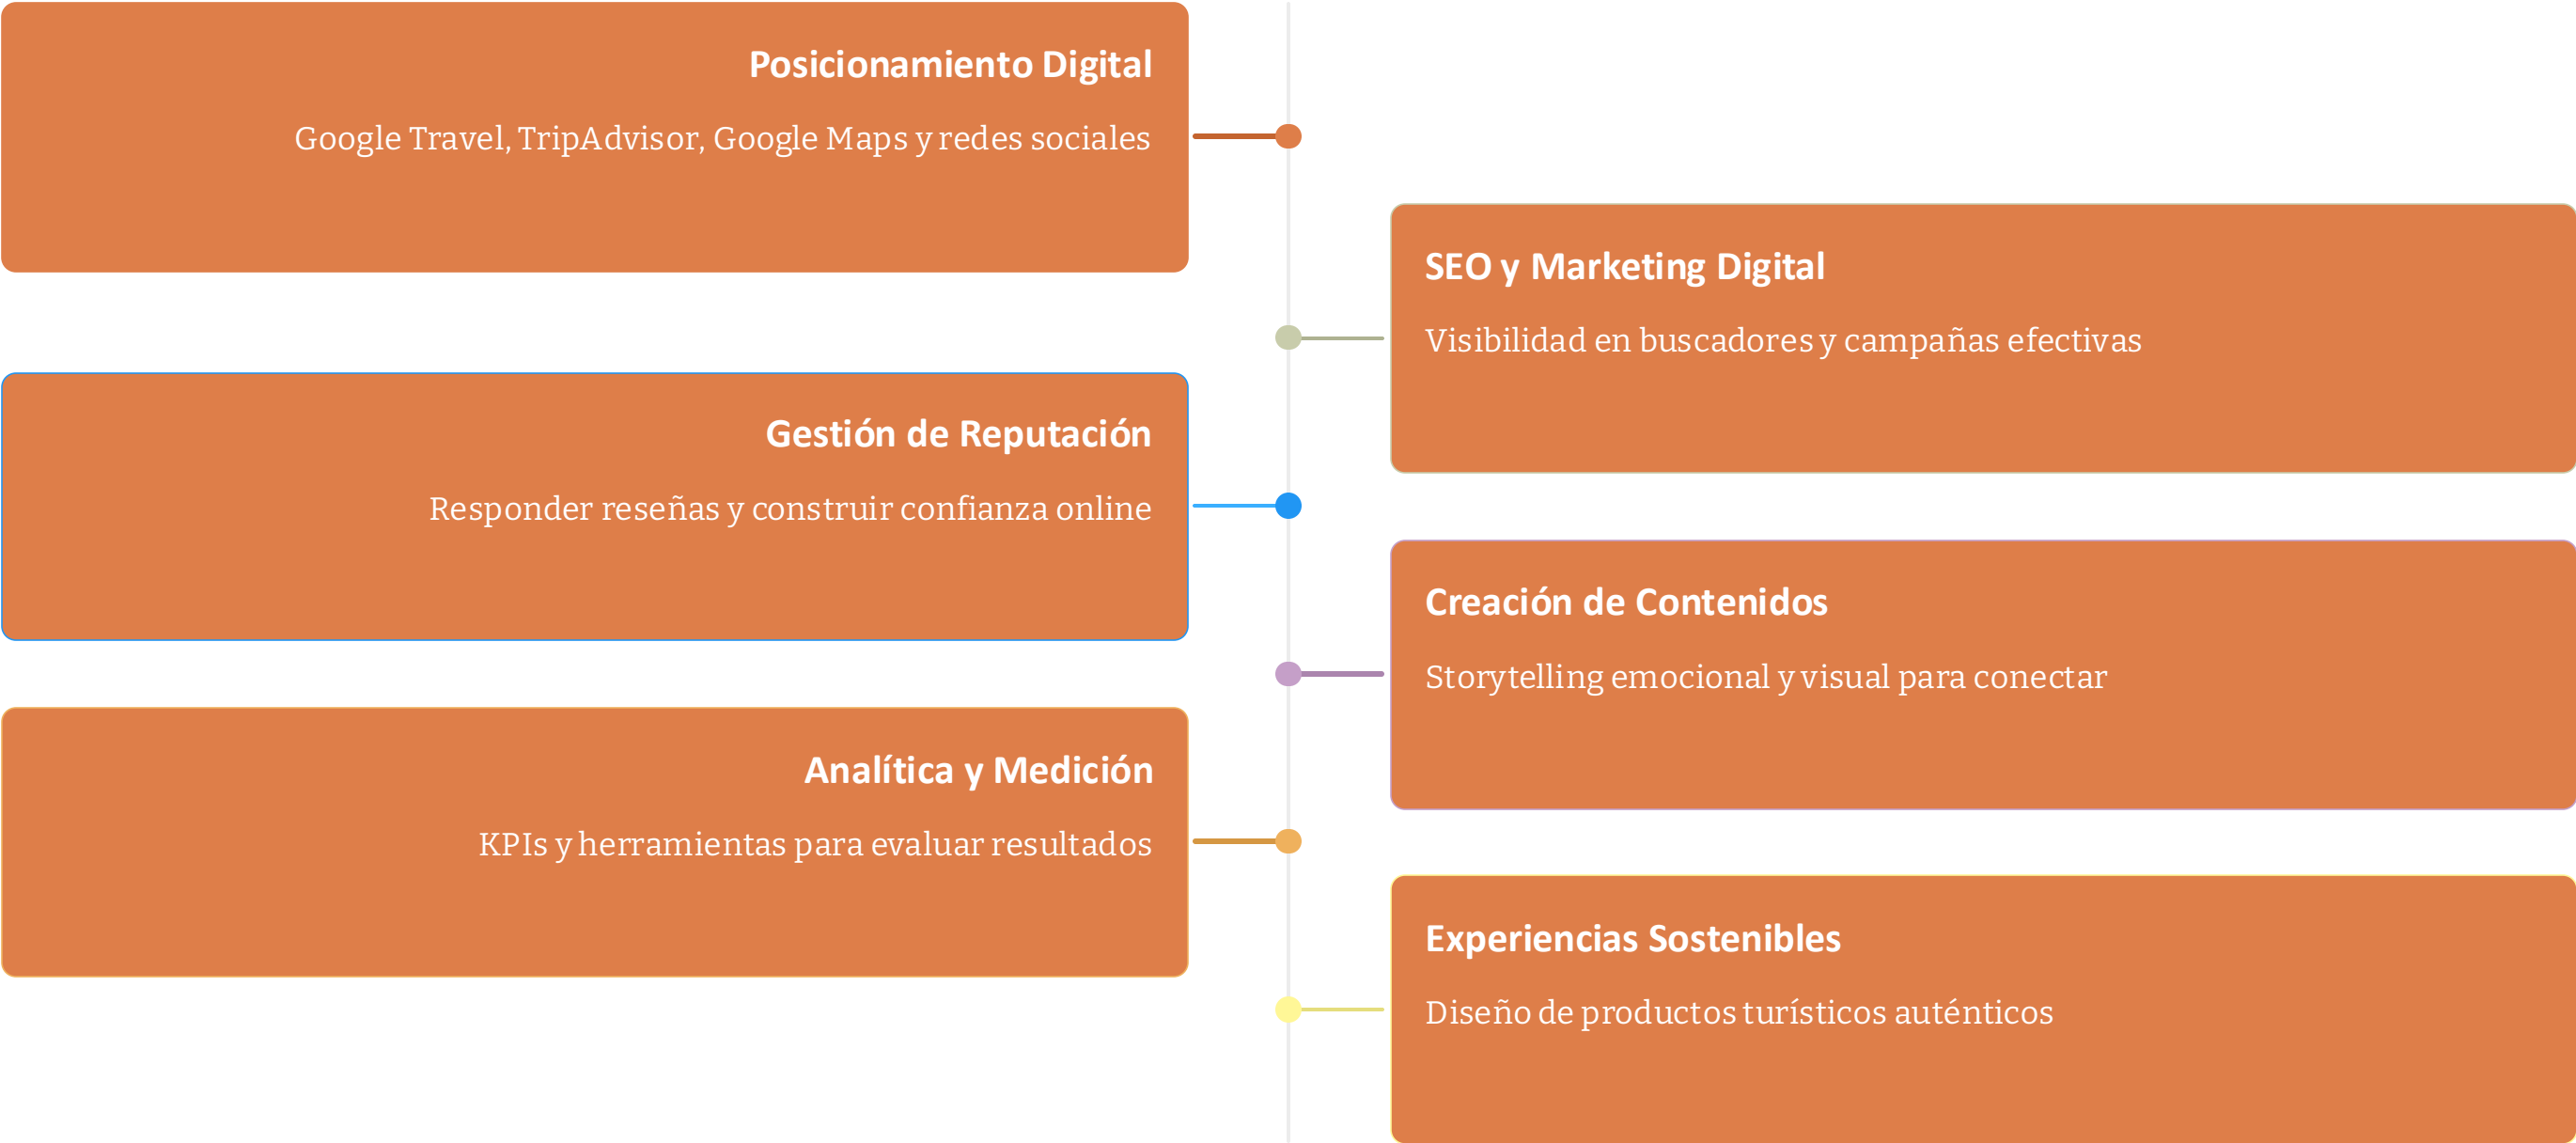 Posicionamiento Digital
Google Travel, TripAdvisor, Google Maps y redes sociales
SEO y Marketing Digital
Visibilidad en buscadores y campañas efectivas
Gestión de Reputación
Responder reseñas y construir confianza online
Creación de Contenidos
Storytelling emocional y visual para conectar
Analítica y Medición
KPIs y herramientas para evaluar resultados
Experiencias Sostenibles
Diseño de productos turísticos auténticos